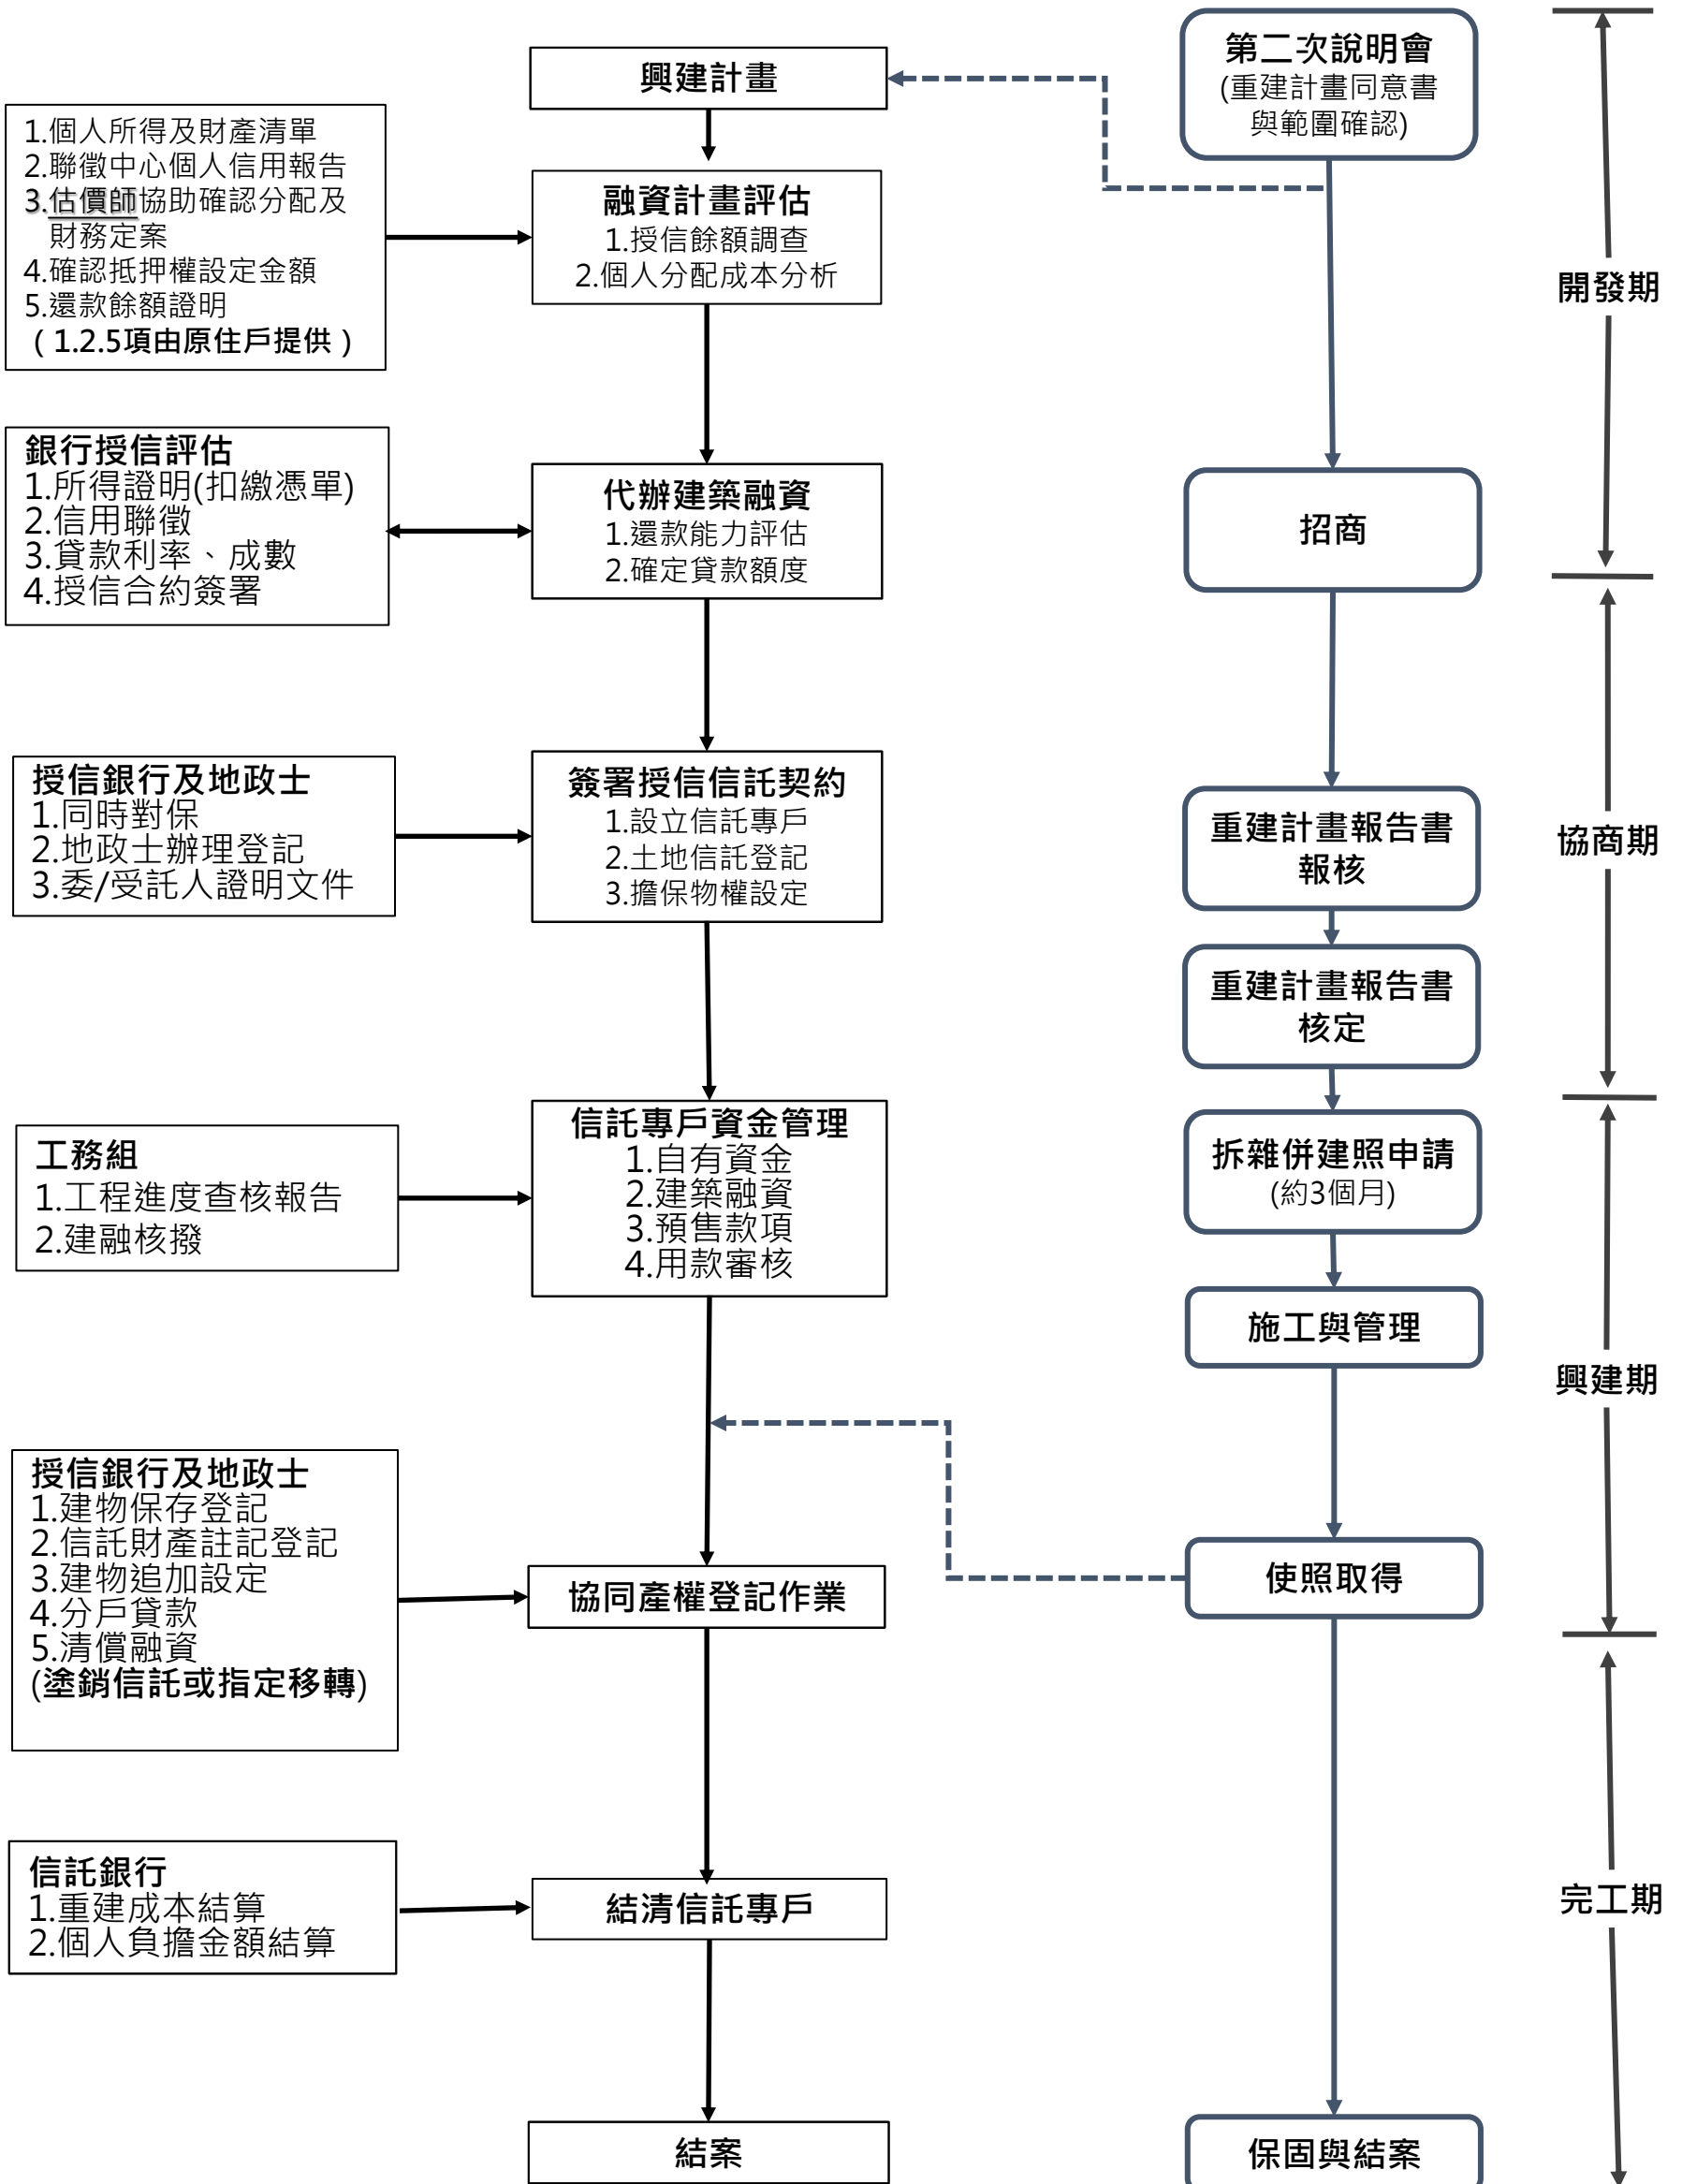 興建計畫
1.個人所得及財產清單
2.聯徵中心個人信用報告
3.估價師協助確認分配及
財務定案
4.確認抵押權設定金額
5.還款餘額證明
（1.2.5項由原住戶提供）
融資計畫評估
1.授信餘額調查
2.個人分配成本分析
銀行授信評估
1.所得證明(扣繳憑單)
2.信用聯徵
3.貸款利率、成數
4.授信合約簽署
代辦建築融資
1.還款能力評估
2.確定貸款額度
授信銀行及地政士
1.同時對保
2.地政士辦理登記
3.委/受託人證明文件
簽署授信信託契約
1.設立信託專戶
2.土地信託登記
3.擔保物權設定
工務組
1.工程進度查核報告
2.建融核撥
信託專戶資金管理
1.自有資金
2.建築融資
3.預售款項
4.用款審核
授信銀行及地政士
1.建物保存登記
2.信託財產註記登記
3.建物追加設定
4.分戶貸款
5.清償融資
(塗銷信託或指定移轉)
協同產權登記作業
信託銀行
1.重建成本結算
2.個人負擔金額結算
結清信託專戶
結案
第二次說明會
(重建計畫同意書
與範圍確認)
招商
重建計畫報告書
報核
重建計畫報告書
核定
拆雜併建照申請
(約3個月)
施工與管理
使照取得
保固與結案
開發期
協商期
興建期
完工期